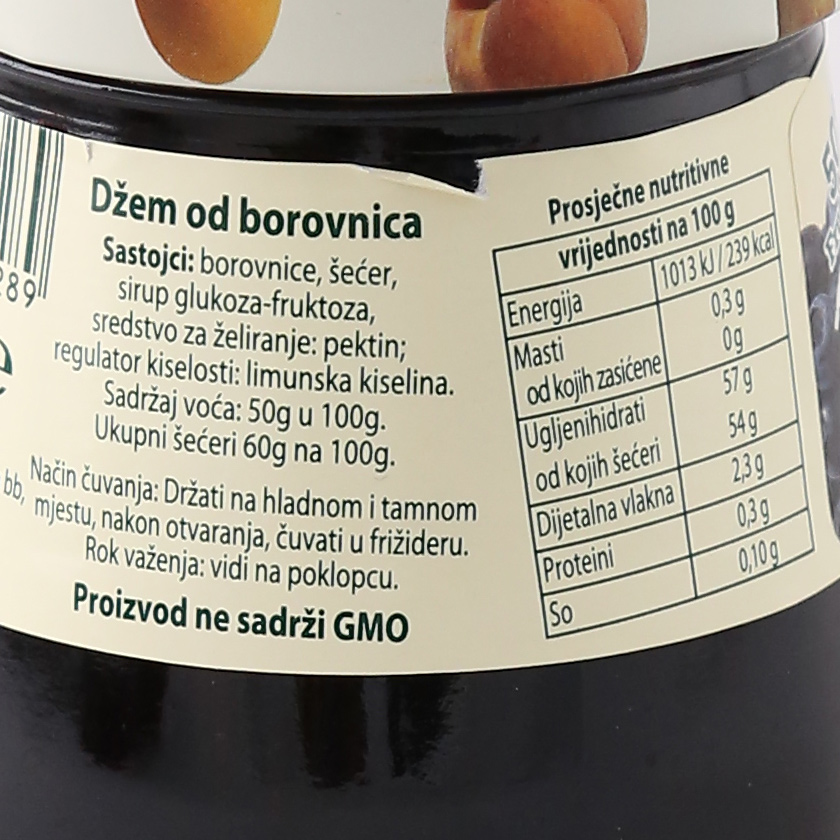 Džem od borovnica
Sastojci: borovnice, šećer,
sirup glukoza-fruktoza,
sredstvo za želiranje: pektin;
regulator kiselosti: limunska kiselina.
Sadržaj voća: 50g u 100g.
Ukupni šećeri 60g na 100g.
Način čuvanja: Držati na hladnom i tamnom
bb, mjestu, nakon otvaranja, čuvati u frižideru.
Rok važenja: vidi na poklopcu.
Proizvod ne sadrži GMO
289
e
Prosječne nutritivne
vrijednosti na 100 g
Energija 1013 kJ / 239 kcal
Masti 0,3 g
od kojih zasićene 0g
Ugljenihidrati 57 g
od kojih šećeri 54 g
Dijetalna vlakna 2,3 g
Proteini 0,3 g
So 0,10 g